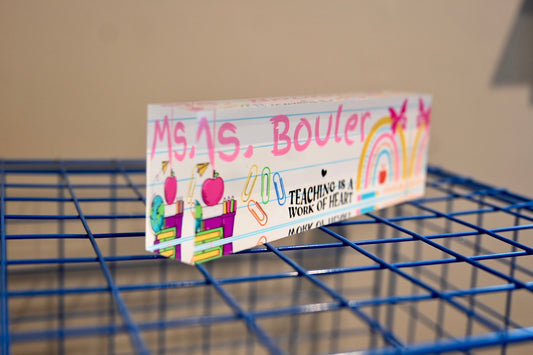 Ms. Bouler
TEACHING IS A
WORK OF HEART